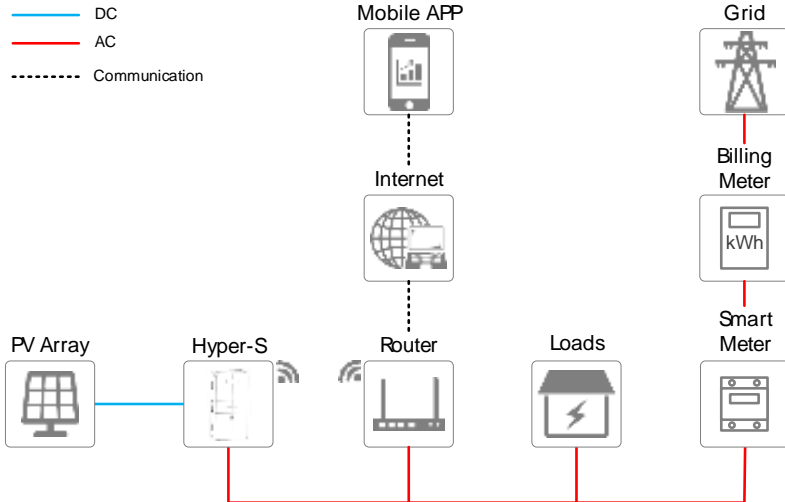 DC
AC
Communication
Mobile APP
Grid
Internet
Billing
Meter
kWh
PV Array
Hyper-S
Router
Loads
Smart
Meter